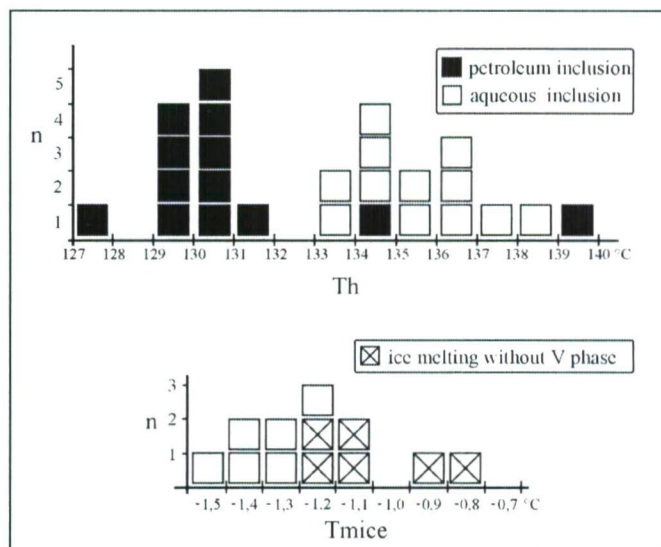 5
petroleum inclusion
4
aqueous inclusion
n
3
2
1
127 128 129 130 131 132 133 134 135 136 137 138 139 140 °C
Th
ice melting without V phase
3
n 2
1
-1,5 -1,4 -1,3 -1.2 -1,1 -1,0 -0,9 -0,8 -0,7 °C
Tmice